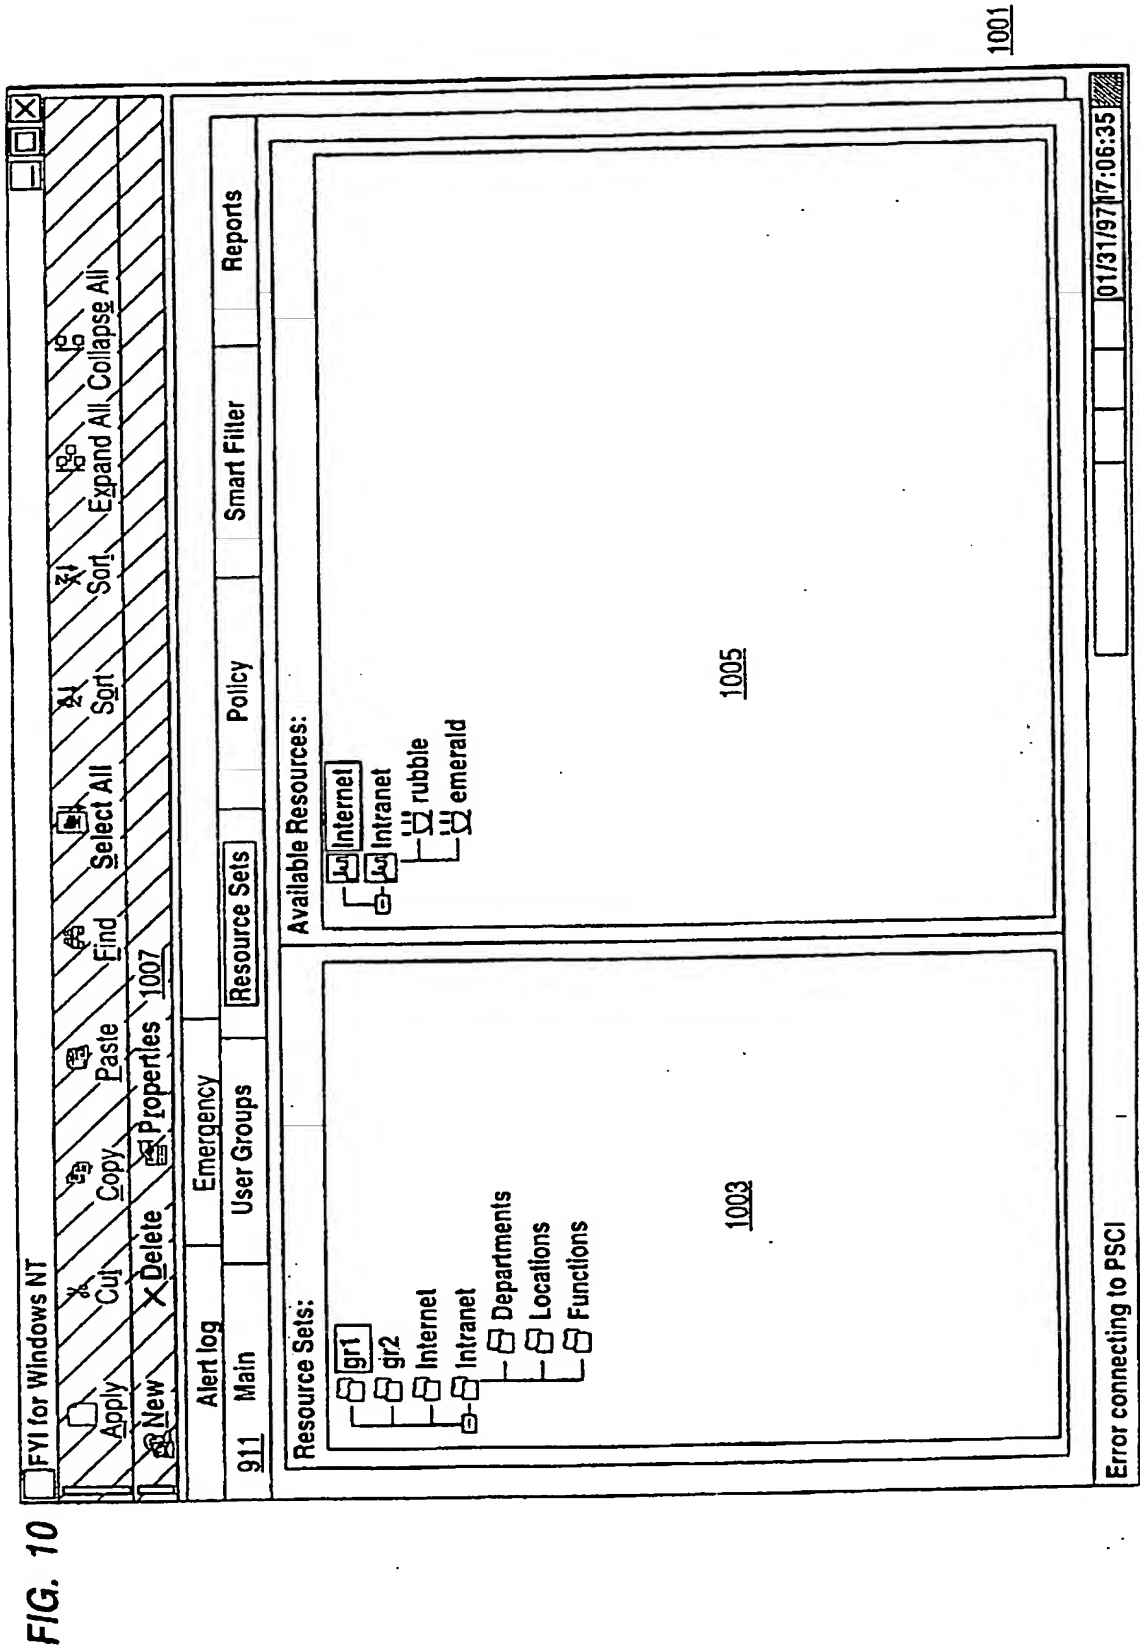 FIG. 10
FYI for Windows NT
Apply Cut Copy Paste Find Select All Sort Sort Expand All Collapse All
New Delete Properties 1007
Alert log Emergency
911 Main User Groups Resource Sets Policy Smart Filter Reports
Resource Sets:
gr1
gr2
Internet
Intranet
Departments
Locations
Functions
1003
Available Resources:
Internet
Intranet
rubble
emerald
1005
Error connecting to PSCI 01/31/97 17:06:35
1001